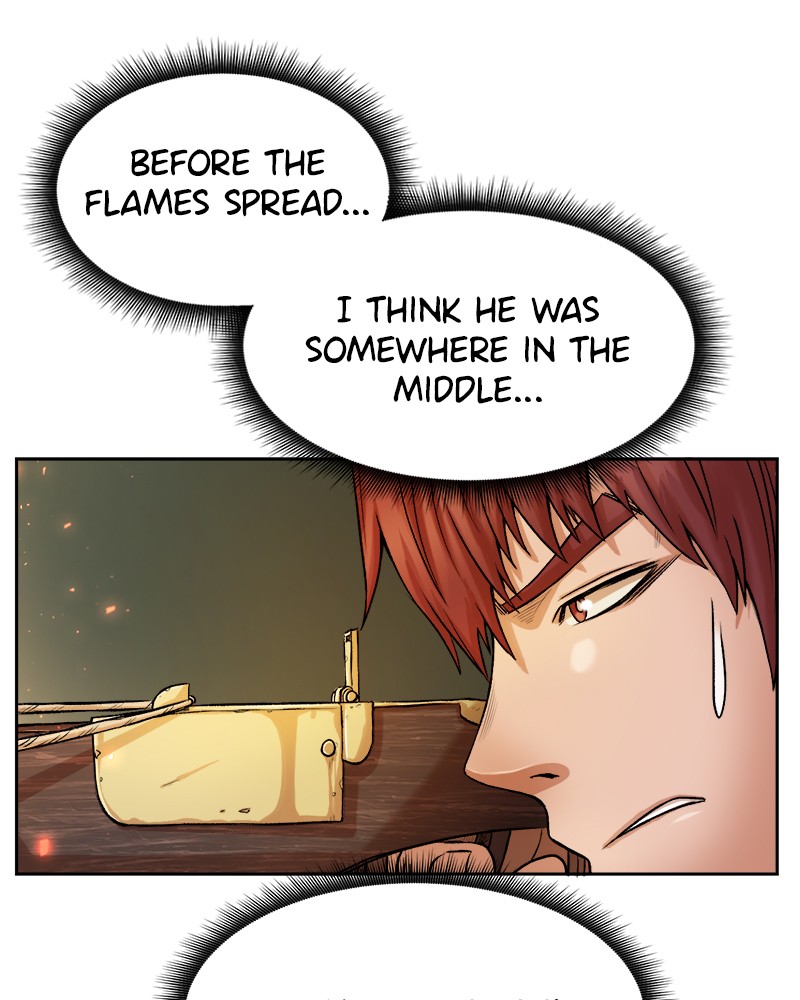 BEFORE THE
FLAMES SPREAD...
I THINK HE WAS
SOMEWHERE IN THE
MIDDLE...